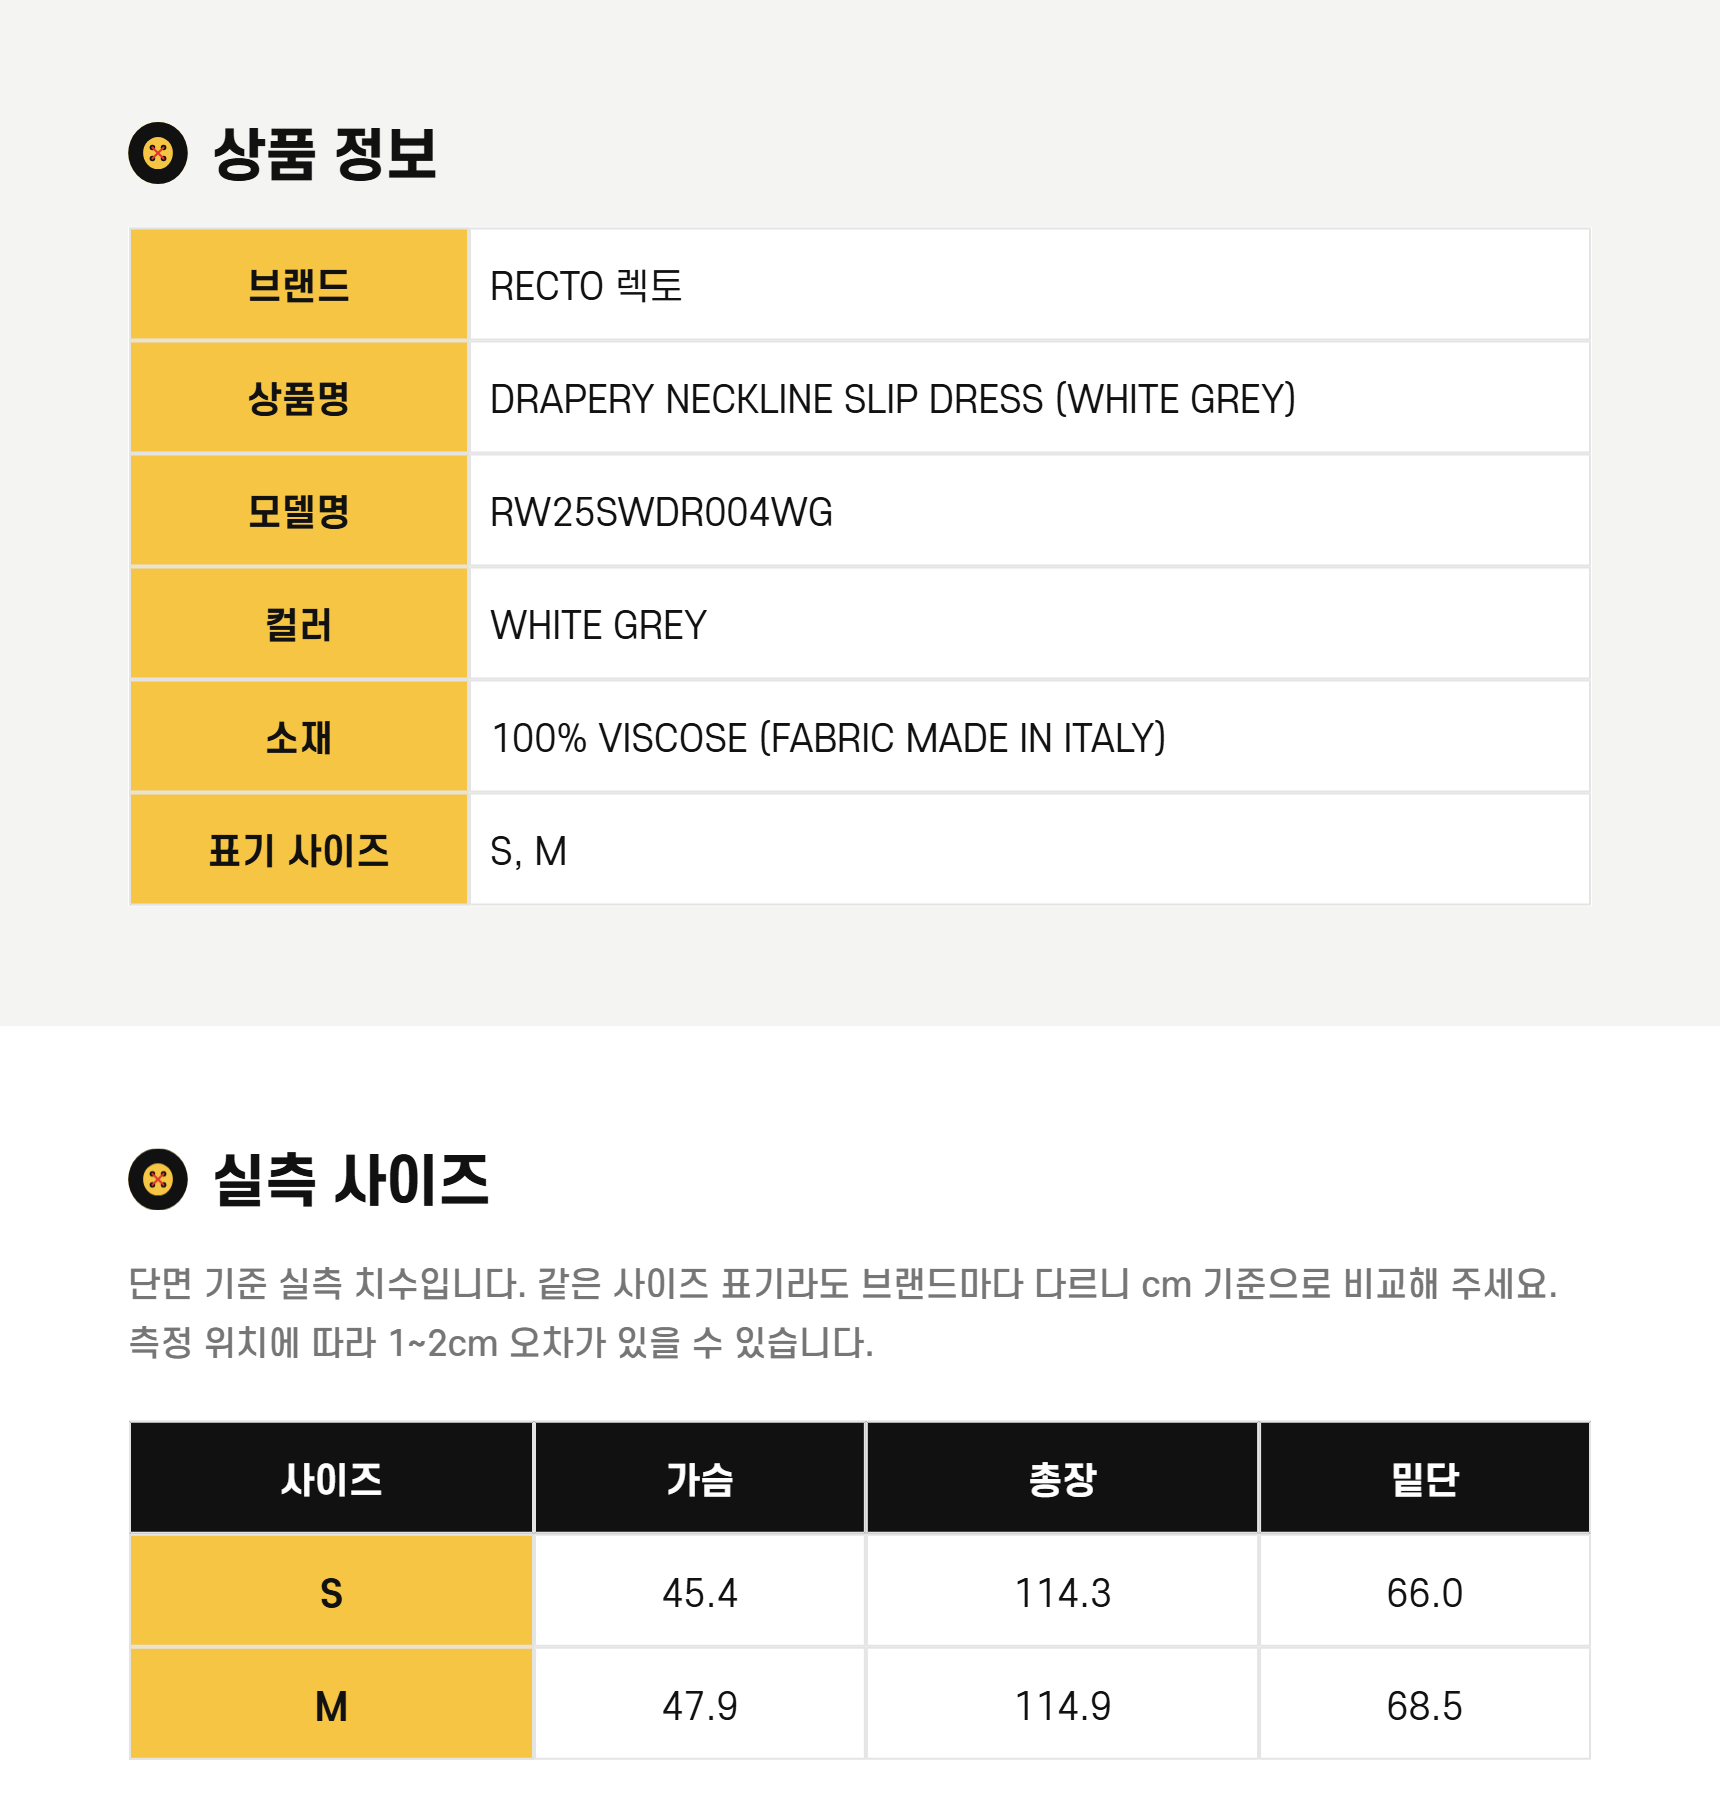 상품 정보
브랜드 RECTO 렉토
상품명 DRAPERY NECKLINE SLIP DRESS (WHITE GREY)
모델명 RW25SWDR004WG
컬러 WHITE GREY
소재 100% VISCOSE (FABRIC MADE IN ITALY)
표기 사이즈 S, M
실측 사이즈
단면 기준 실측 치수입니다. 같은 사이즈 표기라도 브랜드마다 다르니 cm 기준으로 비교해 주세요.
측정 위치에 따라 1~2cm 오차가 있을 수 있습니다.
사이즈 가슴 총장 밑단
S 45.4 114.3 66.0
M 47.9 114.9 68.5